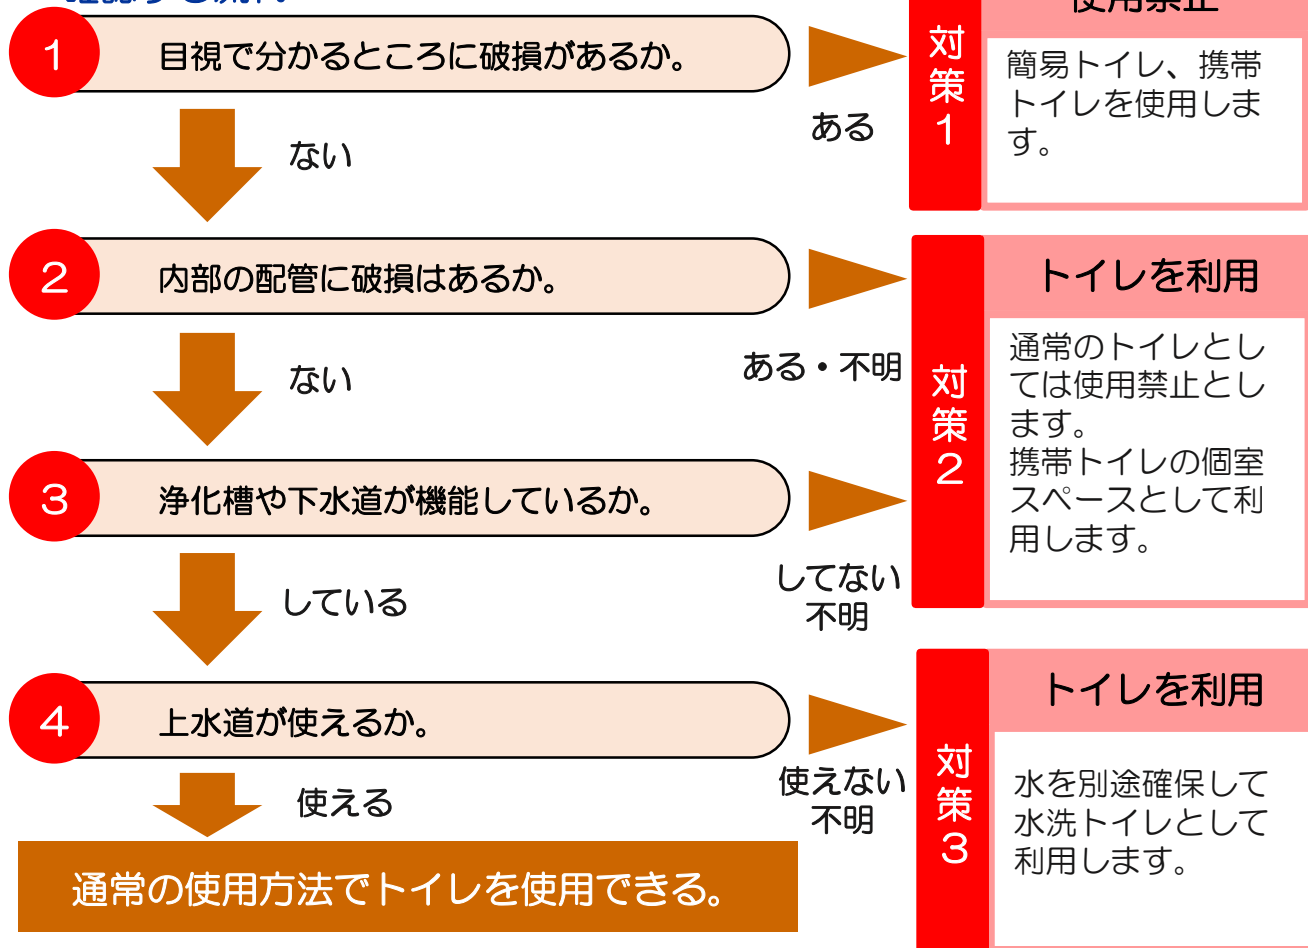 確認する流れ
使用禁止
1
目視で分かるところに破損があるか。
ある
ない
対策1
簡易トイレ、携帯
トイレを使用しま
す。
2
内部の配管に破損はあるか。
ある・不明
ない
対策2
トイレを利用
通常のトイレとし
ては使用禁止とし
ます。
携帯トイレの個室
スペースとして利
用します。
3
浄化槽や下水道が機能しているか。
してない
不明
している
4
上水道が使えるか。
使えない
不明
使える
対策3
トイレを利用
水を別途確保して
水洗トイレとして
利用します。
通常の使用方法でトイレを使用できる。